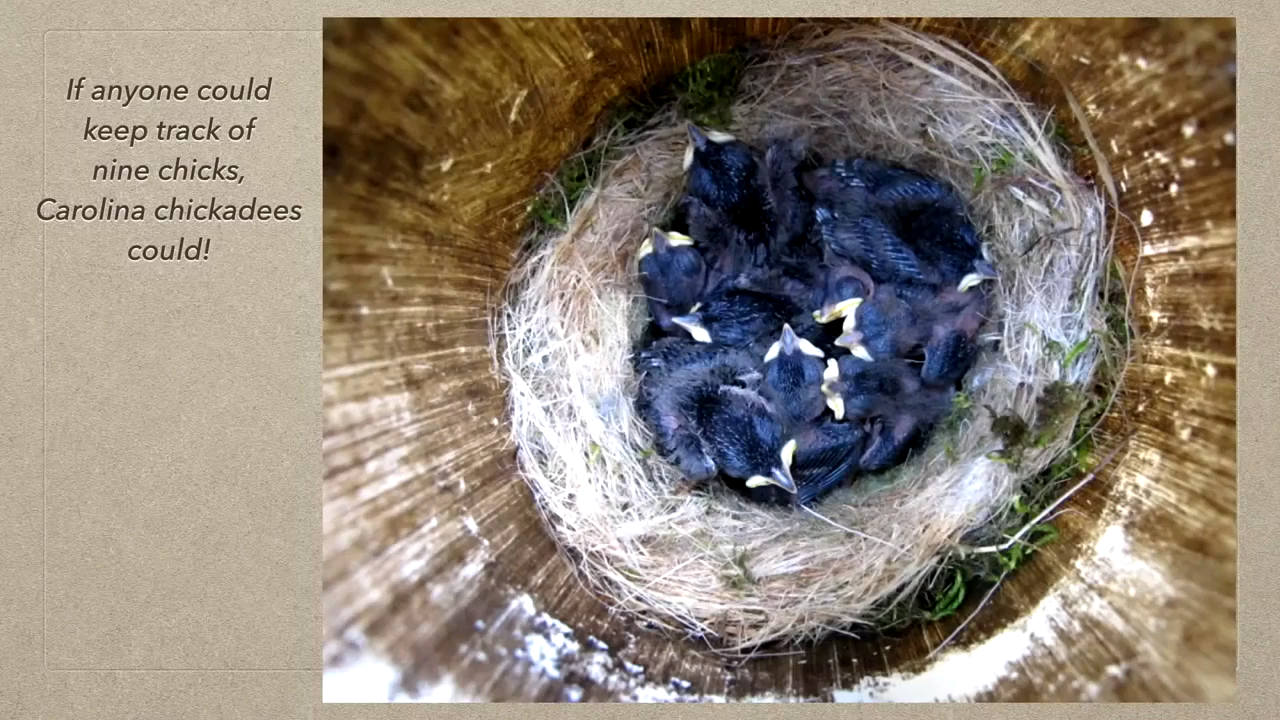 If anyone could
keep track of
nine chicks,
Carolina chickadees
could!